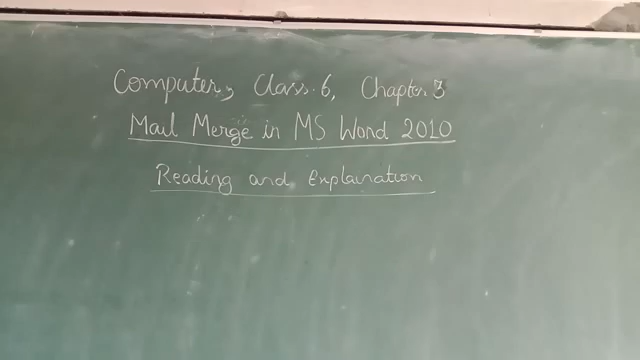 Computer, Class. 6, Chapter. 3
Mail Merge in MS Word 2010
Reading and Explanation